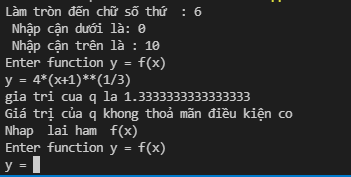 Làm tròn đến chữ số thứ  : 6
 Nhập cận dưới là: 0
 Nhập cận trên là : 10
Enter function y = f(x)
y = 4*(x+1)**(1/3)
gia tri cua q la 1.3333333333333333
Giá trị của q khong thoả mãn điều kiện co
Nhap  lai ham  f(x)
Enter function y = f(x)
y =